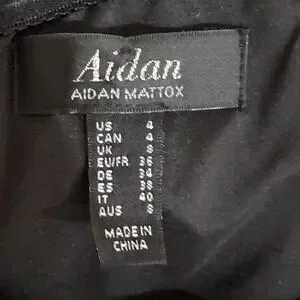 Aidan
AIDAN MATTOX
US 4
CAN 4
UK 8
EU/FR 36
DE 34
ES 38
IT 40
AUS 8
MADE IN
CHINA